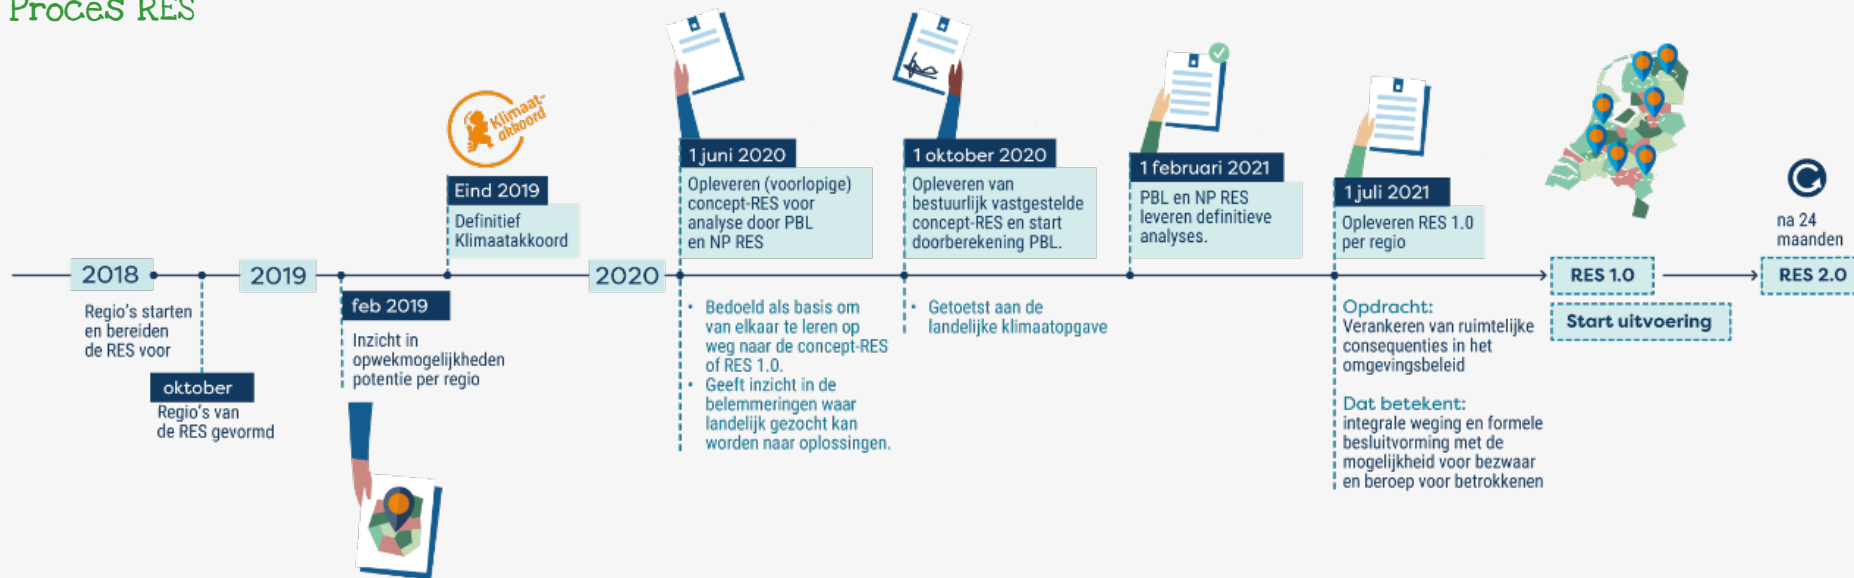 Proces RES
2018
Regio's starten
en bereiden
de RES voor
oktober
Regio's van
de RES gevormd
2019
feb 2019
Inzicht in
opwekmogelijkheden
potentie per regio
Klimaat-
akkoord
Eind 2019
Definitief
Klimaatakkoord
2020
1 juni 2020
Opleveren (voorlopige)
concept-RES voor
analyse door PBL
en NP RES
• Bedoeld als basis om
van elkaar te leren op
weg naar de concept-RES
of RES 1.0.
• Geeft inzicht in de
belemmeringen waar
landelijk gezocht kan
worden naar oplossingen.
1 oktober 2020
Opleveren van
bestuurlijk vastgestelde
concept-RES en start
doorberekening PBL.
• Getoetst aan de
landelijke klimaatopgave
1 februari 2021
PBL en NP RES
leveren definitieve
analyses.
1 juli 2021
Opleveren RES 1.0
per regio
Opdracht:
Verankeren van ruimtelijke
consequenties in het
omgevingsbeleid
Dat betekent:
integrale weging en formele
besluitvorming met de
mogelijkheid voor bezwaar
en beroep voor betrokkenen
RES 1.0
Start uitvoering
na 24
maanden
RES 2.0